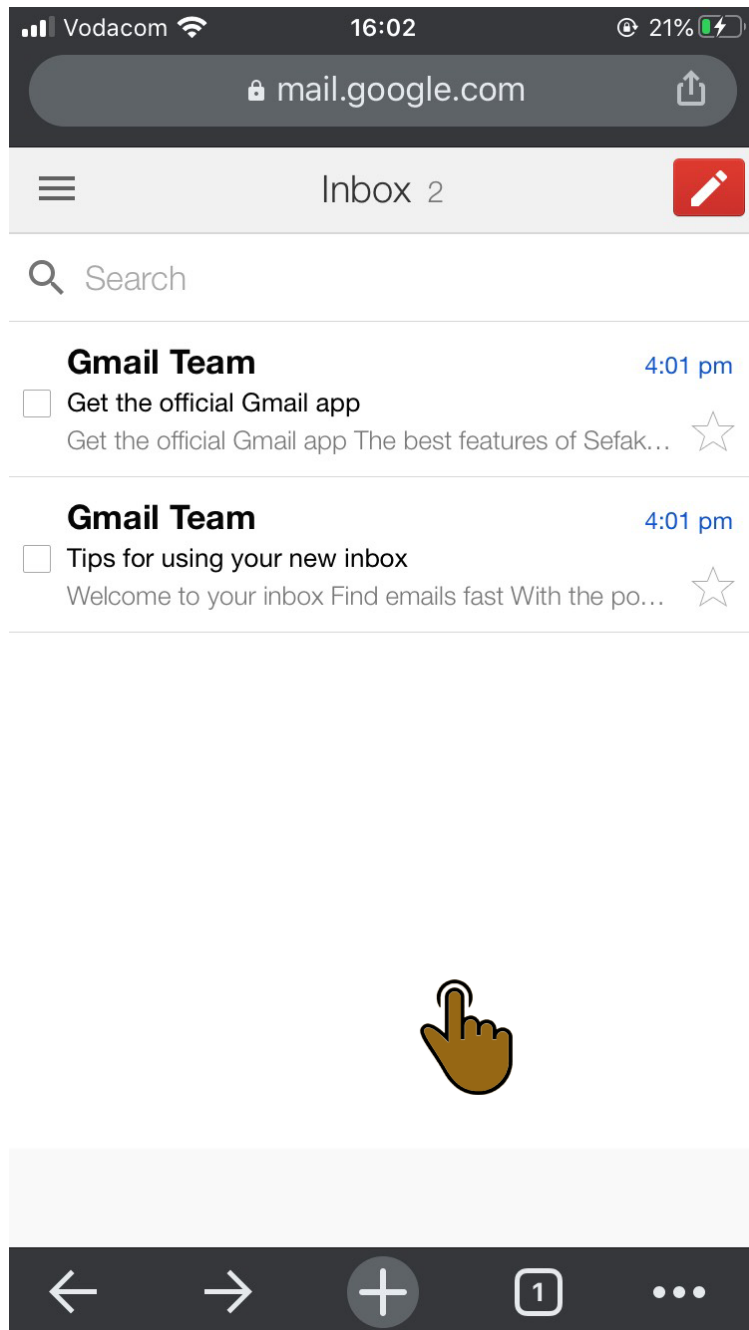 Vodacom 16:02 21%
mail.google.com
Inbox 2
Search
Gmail Team 4:01 pm
Get the official Gmail app
Get the official Gmail app The best features of Sefak...
Gmail Team 4:01 pm
Tips for using your new inbox
Welcome to your inbox Find emails fast With the po...
1